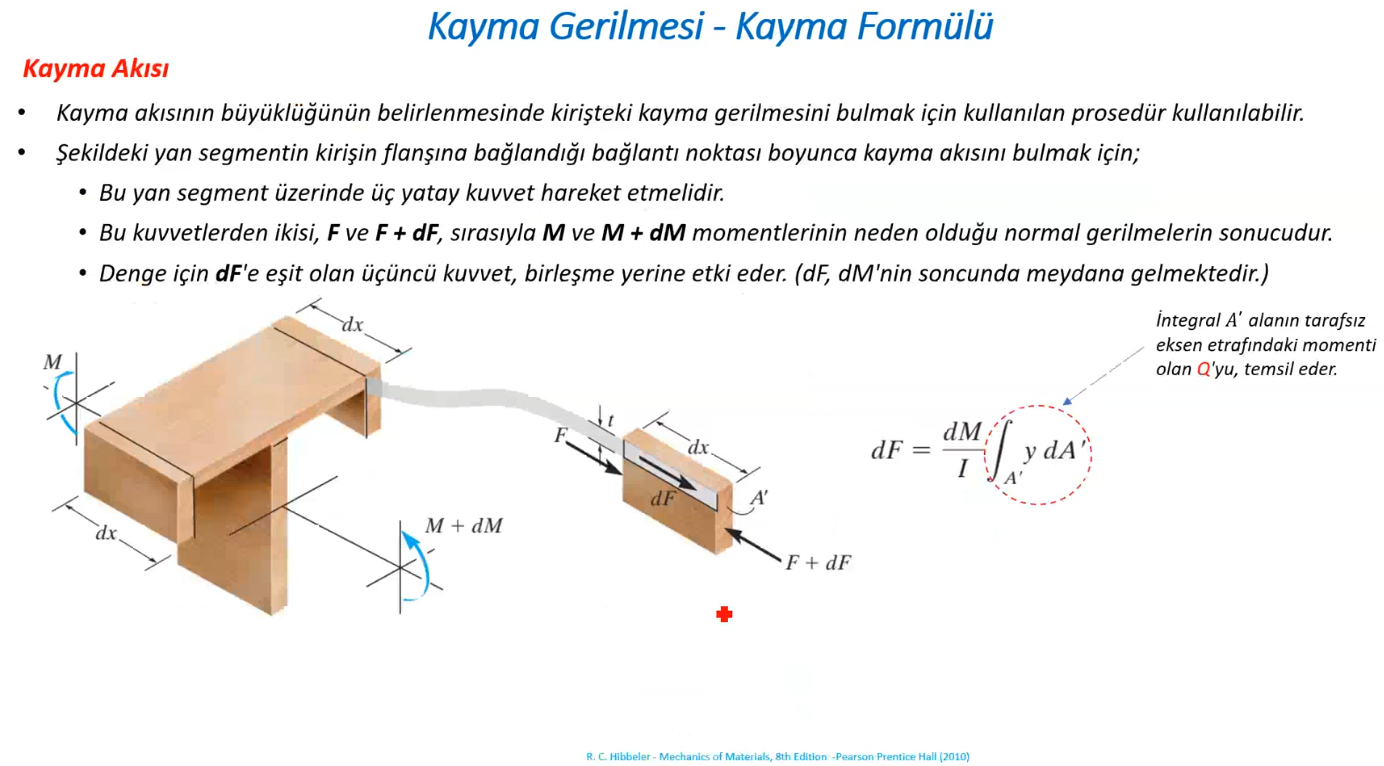 Kayma Gerilmesi - Kayma Formülü
Kayma Akısı
• Kayma akısının büyüklüğünün belirlenmesinde kirişteki kayma gerilmesini bulmak için kullanılan prosedür kullanılabilir.
• Şekildeki yan segmentin kirişin flanşına bağlandığı bağlantı noktası boyunca kayma akısını bulmak için;
• Bu yan segment üzerinde üç yatay kuvvet hareket etmelidir.
• Bu kuvvetlerden ikisi, F ve F + dF, sırasıyla M ve M + dM momentlerinin neden olduğu normal gerilmelerin sonucudur.
• Denge için dF'e eşit olan üçüncü kuvvet, birleşme yerine etki eder. (dF, dM'nin soncunda meydana gelmektedir.)
İntegral A′ alanın tarafsız
eksen etrafındaki momenti
olan Q'yu, temsil eder.
dx
M
t
F
dx
dF = dM/I ∫A' y dA'
dF
A'
dx
M + dM
F + dF
R. C. Hibbeler - Mechanics of Materials, 8th Edition -Pearson Prentice Hall (2010)